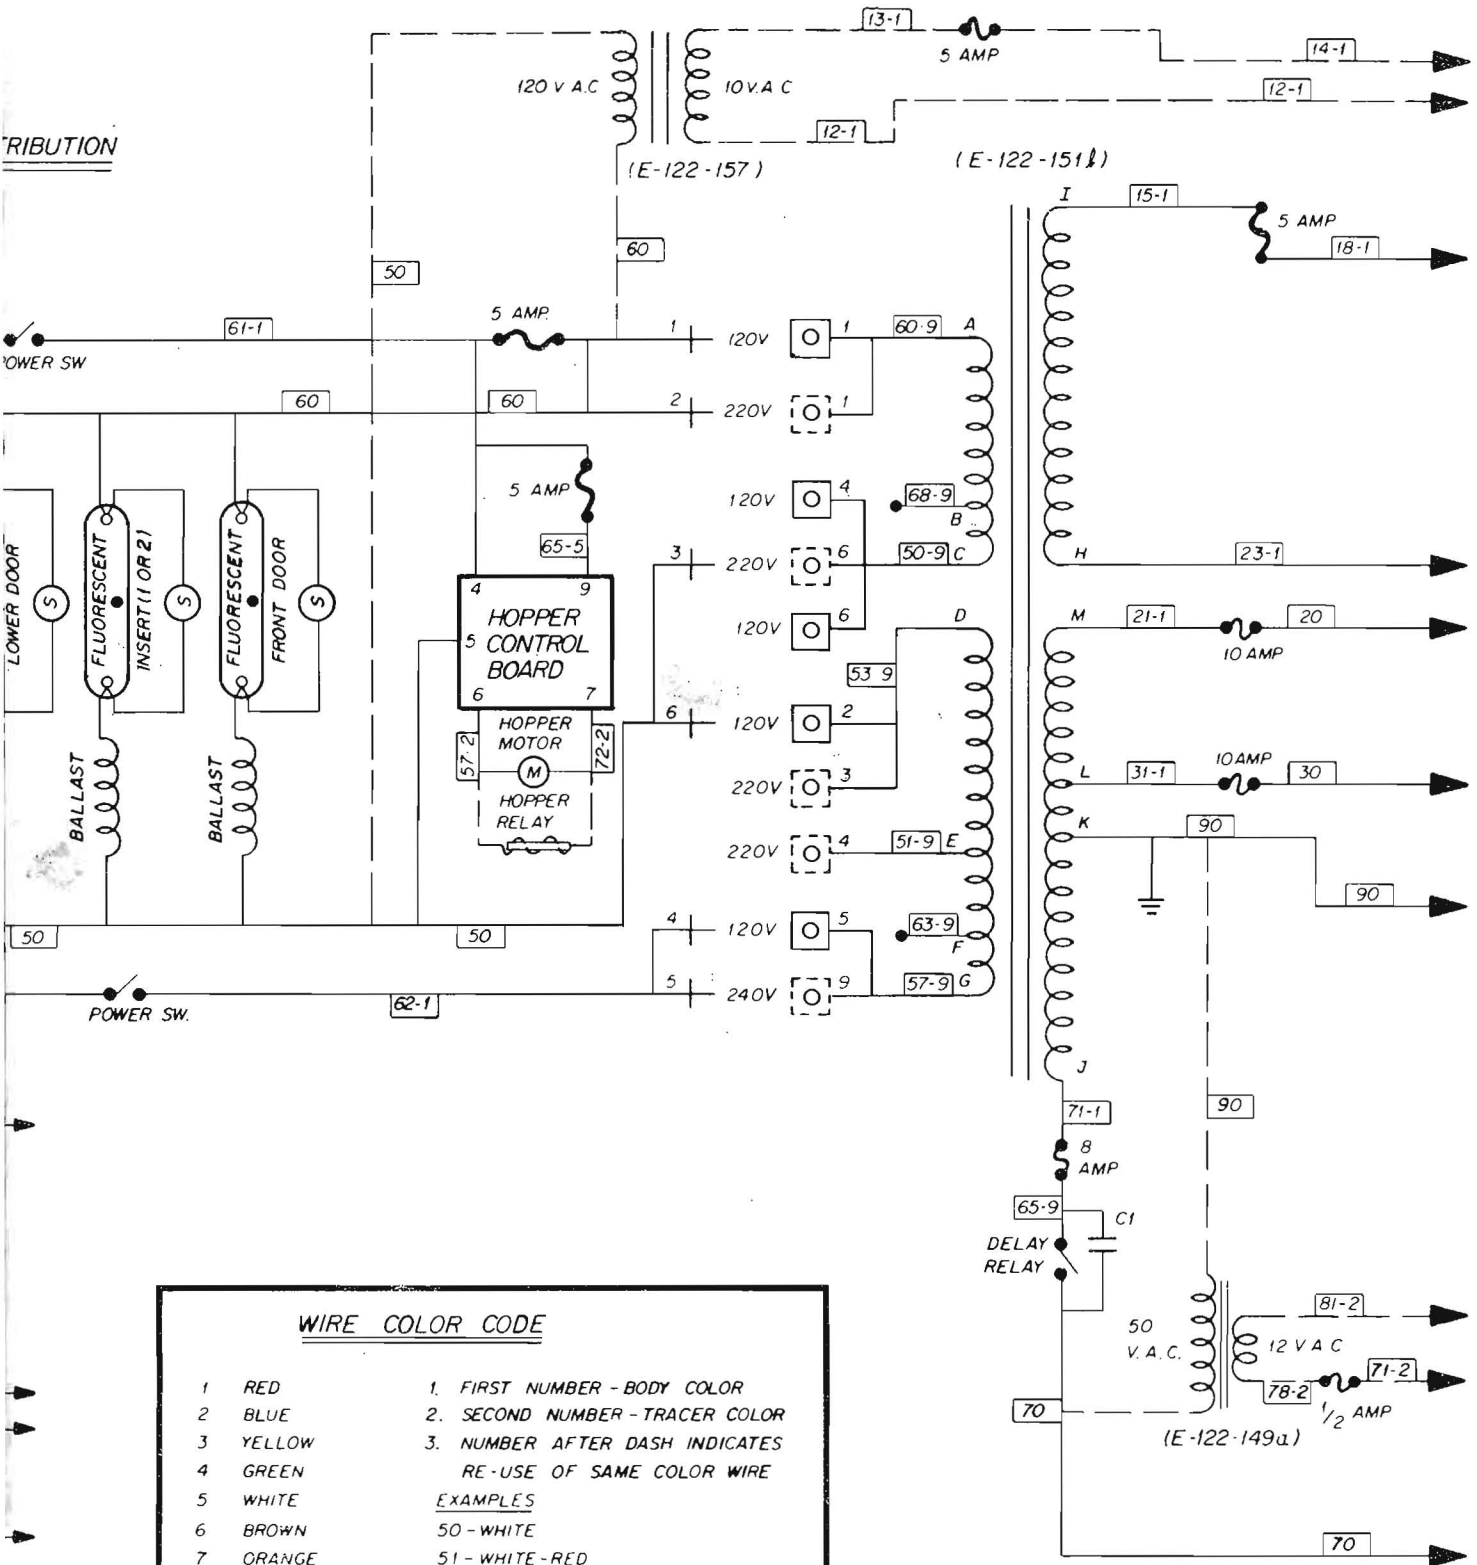 13-1
5 AMP
14-1
120 V A.C
10 V.A C
12-1
12-1
TRIBUTION
(E-122-157)
(E-122-151l)
I
15-1
5 AMP
18-1
60
50
61-1
5 AMP.
1
120V
1
60-9
A
POWER SW
60
60
2
220V
1
5 AMP
120V
4
68-9
B
65-5
3
220V
6
50-9
C
H
23-1
LOWER DOOR
S
FLUORESCENT
INSERT (1 OR 2)
S
FLUORESCENT
FRONT DOOR
S
4
9
HOPPER
5
CONTROL
BOARD
6
7
120V
6
D
M
21-1
20
10 AMP
53 9
HOPPER
MOTOR
57-2
72-2
M
HOPPER
RELAY
6
120V
2
220V
3
L
31-1
10 AMP
30
BALLAST
BALLAST
K
90
220V
4
51-9
E
90
50
50
4
120V
5
63-9
F
5
240V
9
57-9
G
POWER SW.
62-1
J
71-1
90
8
AMP
65-9
C1
DELAY
RELAY
50
V.A.C.
12 V A C
81-2
78-2
71-2
1/2 AMP
70
(E-122-149a)
70
WIRE COLOR CODE
1 RED
2 BLUE
3 YELLOW
4 GREEN
5 WHITE
6 BROWN
7 ORANGE
1. FIRST NUMBER - BODY COLOR
2. SECOND NUMBER - TRACER COLOR
3. NUMBER AFTER DASH INDICATES
RE-USE OF SAME COLOR WIRE
EXAMPLES
50 - WHITE
51 - WHITE-RED